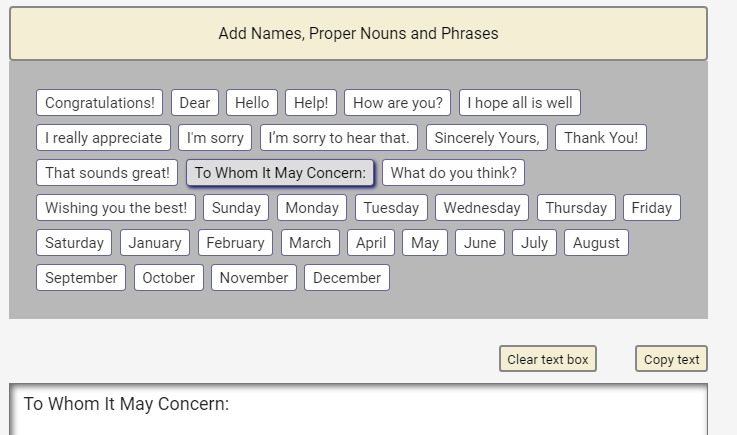 Add Names, Proper Nouns and Phrases
Congratulations! Dear Hello Help! How are you? I hope all is well
I really appreciate I'm sorry I’m sorry to hear that. Sincerely Yours, Thank You!
That sounds great! To Whom It May Concern: What do you think?
Wishing you the best! Sunday Monday Tuesday Wednesday Thursday Friday
Saturday January February March April May June July August
September October November December
Clear text box Copy text
To Whom It May Concern: